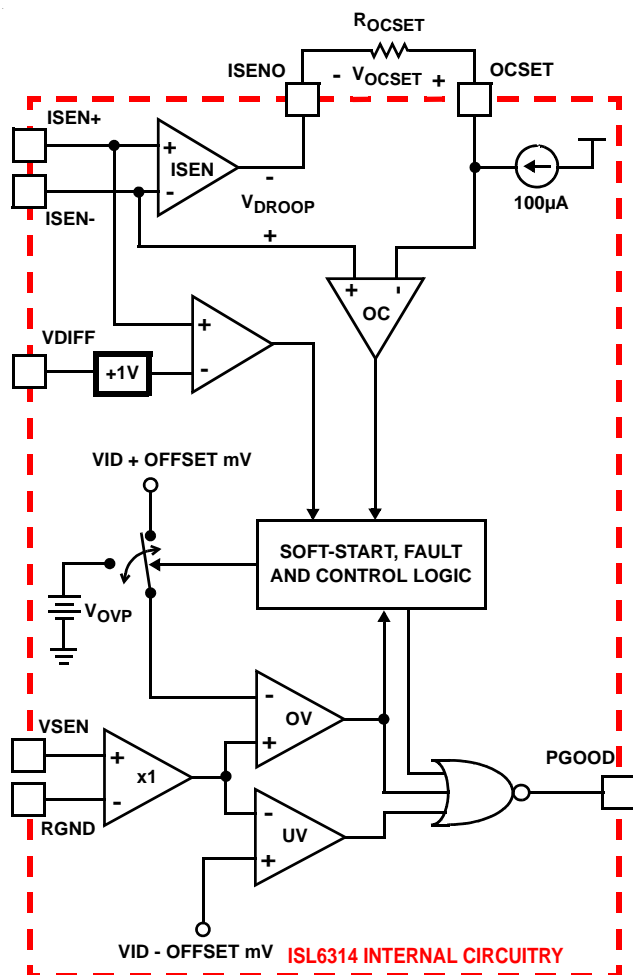 ROCSET
ISENO
- VOCSET +
OCSET
ISEN+
+
ISEN
-
-
VDROOP
+
ISEN-
100µA
+ -
OC
VDIFF
+1V
+
-
VID + OFFSET mV
SOFT-START, FAULT
AND CONTROL LOGIC
VOVP
-
OV
+
VSEN
+
x1
-
RGND
-
UV
+
PGOOD
VID - OFFSET mV
ISL6314 INTERNAL CIRCUITRY